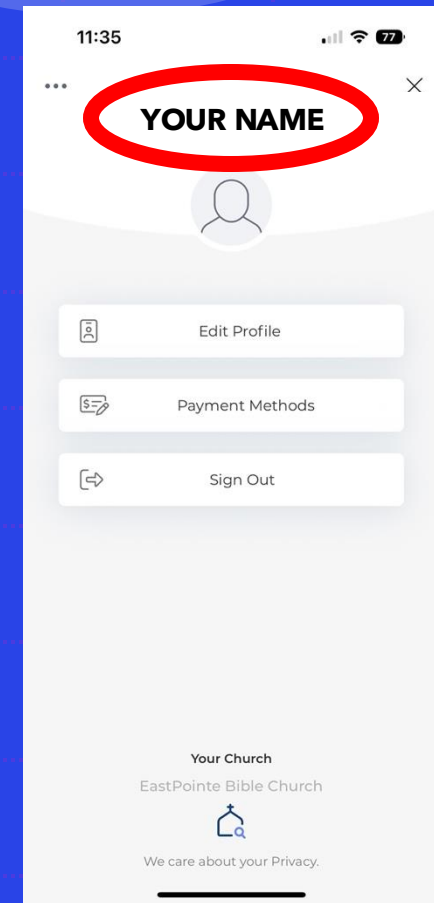 11:35
77
YOUR NAME
Edit Profile
Payment Methods
Sign Out
Your Church
EastPointe Bible Church
We care about your Privacy.